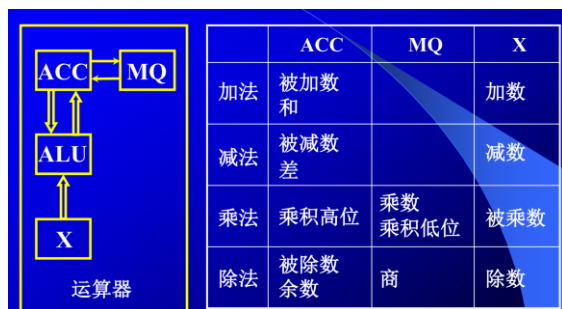 ACC
MQ
ALU
X
运算器
ACC MQ X
加法 被加数 加数
和
减法 被减数 减数
差
乘法 乘积高位 乘数 被乘数
乘积低位
除法 被除数 商 除数
余数